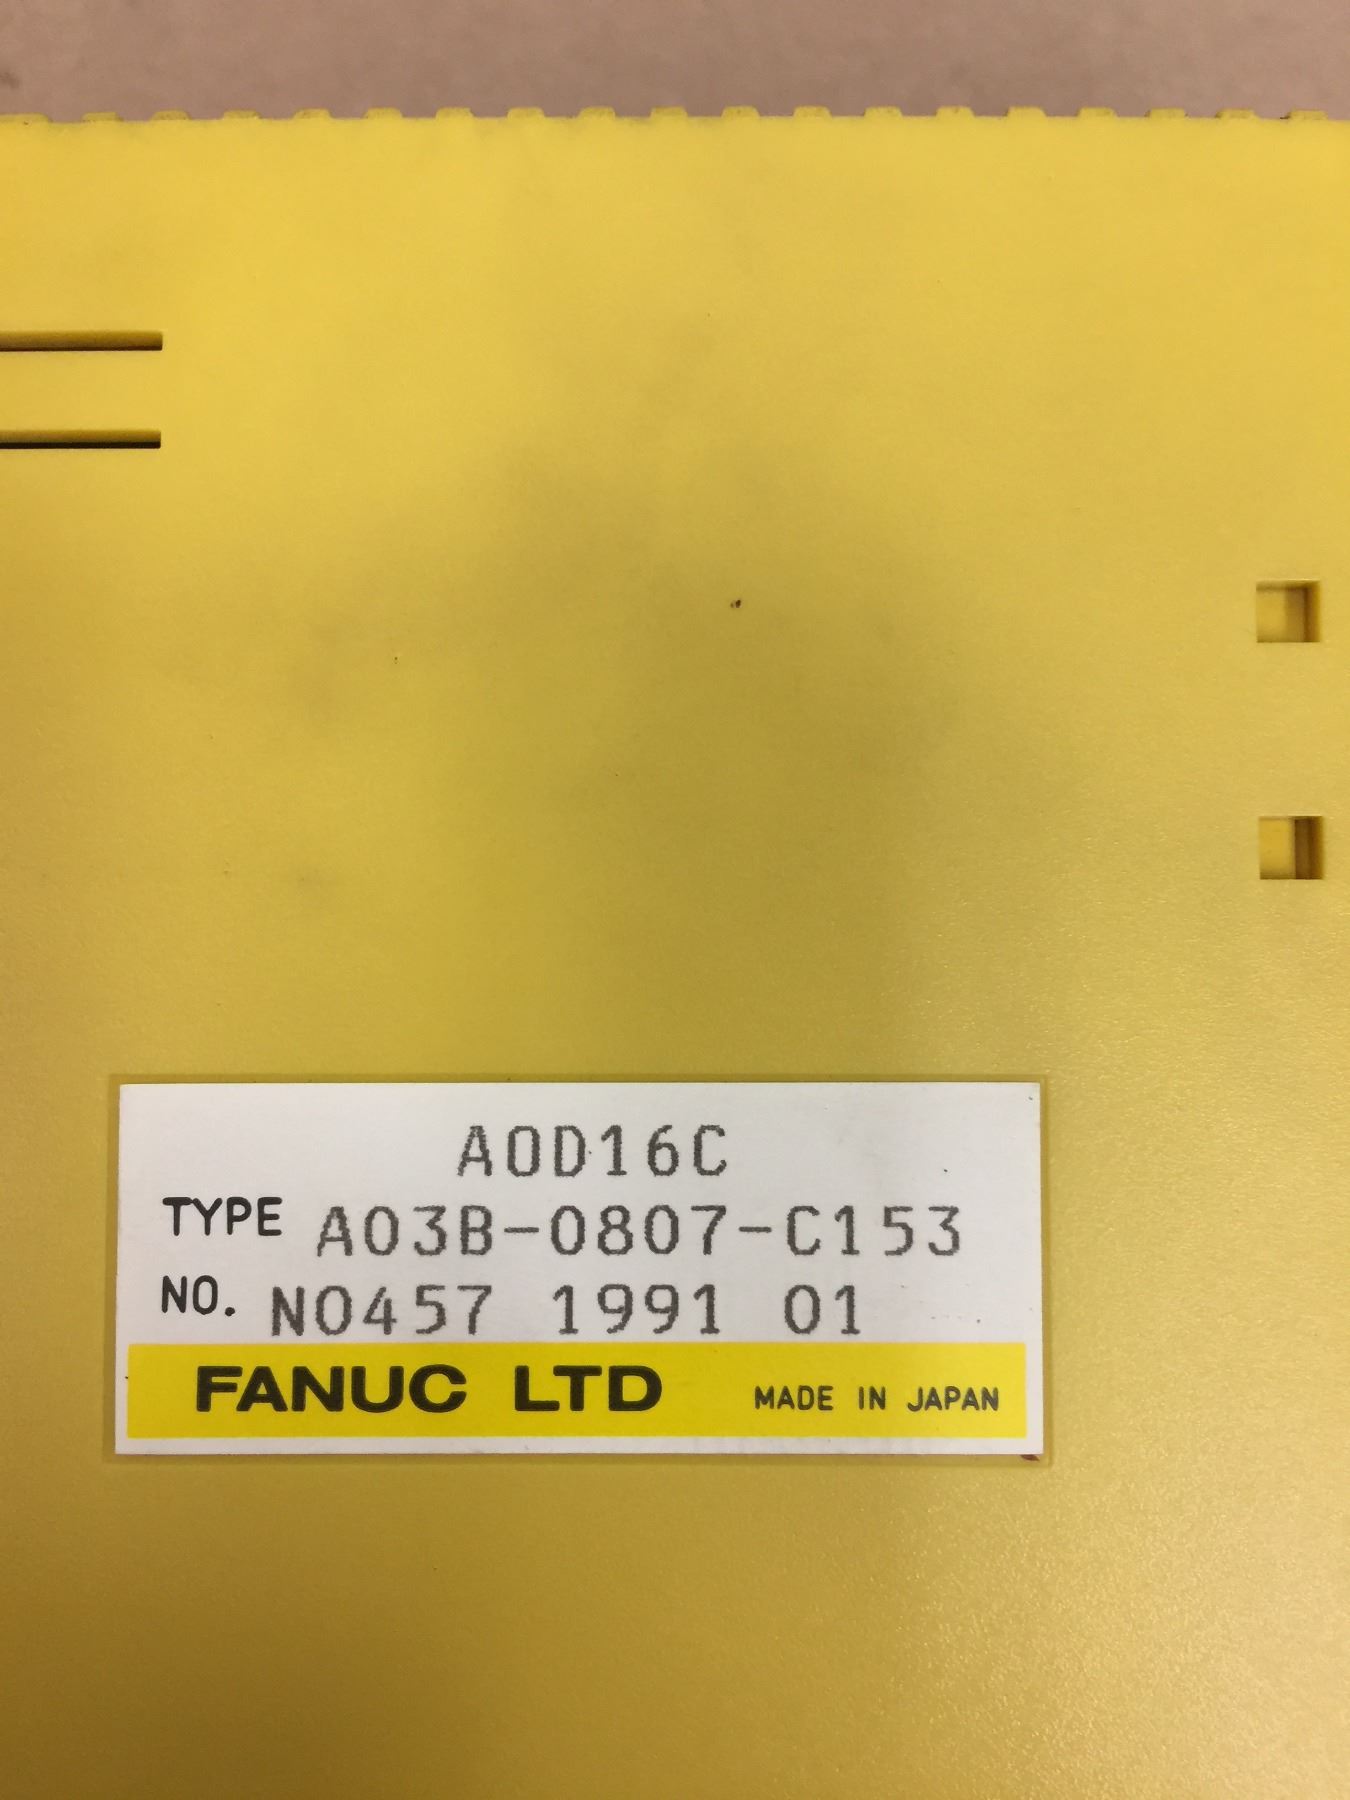 AOD16C
TYPE A03B-0807-C153
NO. N0457 1991 01
FANUC LTD MADE IN JAPAN